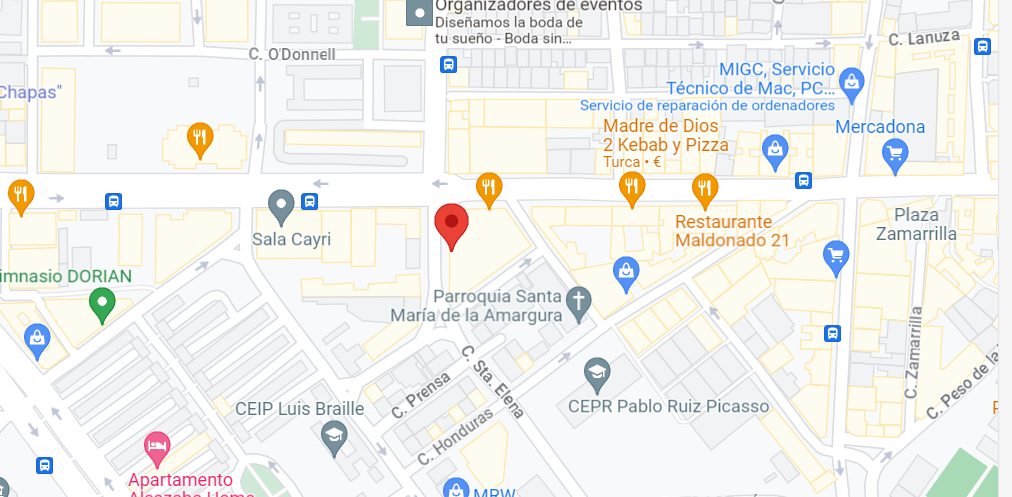 Organizadores de eventos
Diseñamos la boda de
tu sueño - Boda sin…
C. O'Donnell
C. Lanuza
Chapas"
MIGC, Servicio
Técnico de Mac, PC…
Servicio de reparación de ordenadores
Madre de Dios
2 Kebab y Pizza
Turca • €
Mercadona
Sala Cayri
Restaurante
Maldonado 21
Plaza
Zamarrilla
imnasio DORIAN
Parroquia Santa
María de la Amargura
C. Sta. Elena
C. Prensa
C. Honduras
C. Zamarrilla
C. Peso de la
CEIP Luis Braille
CEPR Pablo Ruiz Picasso
Apartamento
Alcazaba Home
MRW